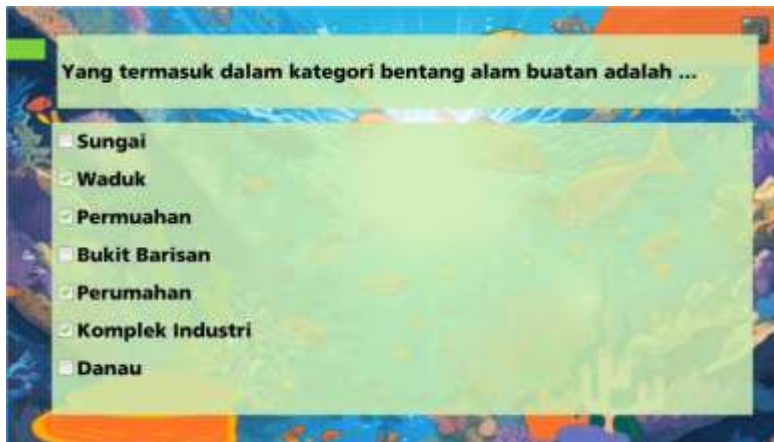 Yang termasuk dalam kategori bentang alam buatan adalah ...
Sungai
Waduk
Permuahan
Bukit Barisan
Perumahan
Komplek Industri
Danau